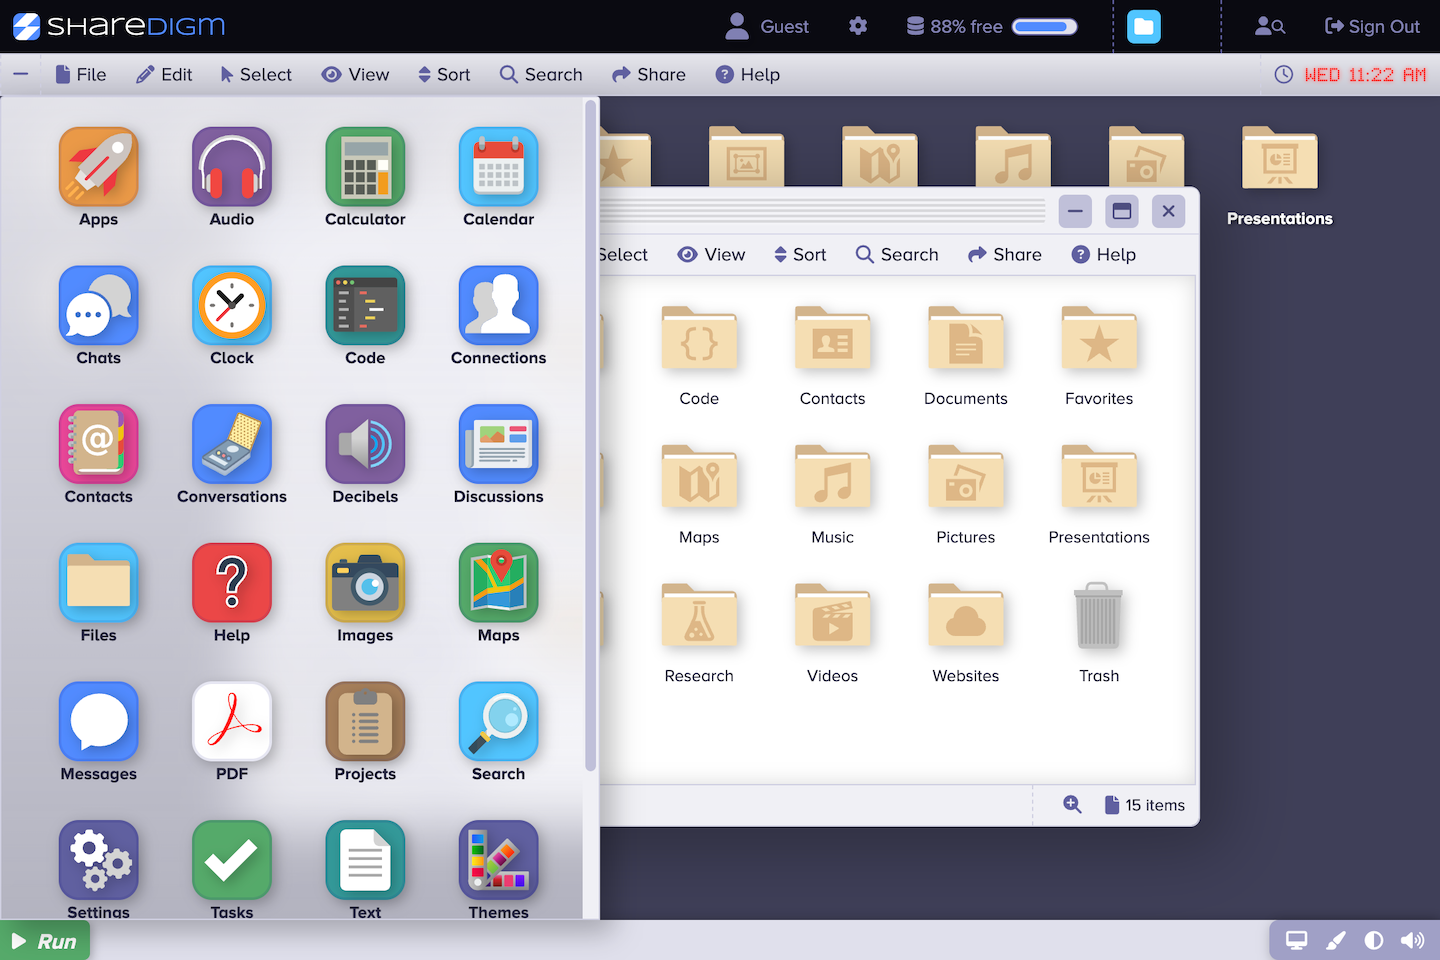 shareDIGM
Guest
88% free
Sign Out
File Edit Select View Sort Search Share Help
WED 11:22 AM
Apps Audio Calculator Calendar
Presentations
Select View Sort Search Share Help
Chats Clock Code Connections
Code Contacts Documents Favorites
Contacts Conversations Decibels Discussions
Maps Music Pictures Presentations
Files Help Images Maps
Research Videos Websites Trash
Messages PDF Projects Search
15 items
Settings Tasks Text Themes
Run